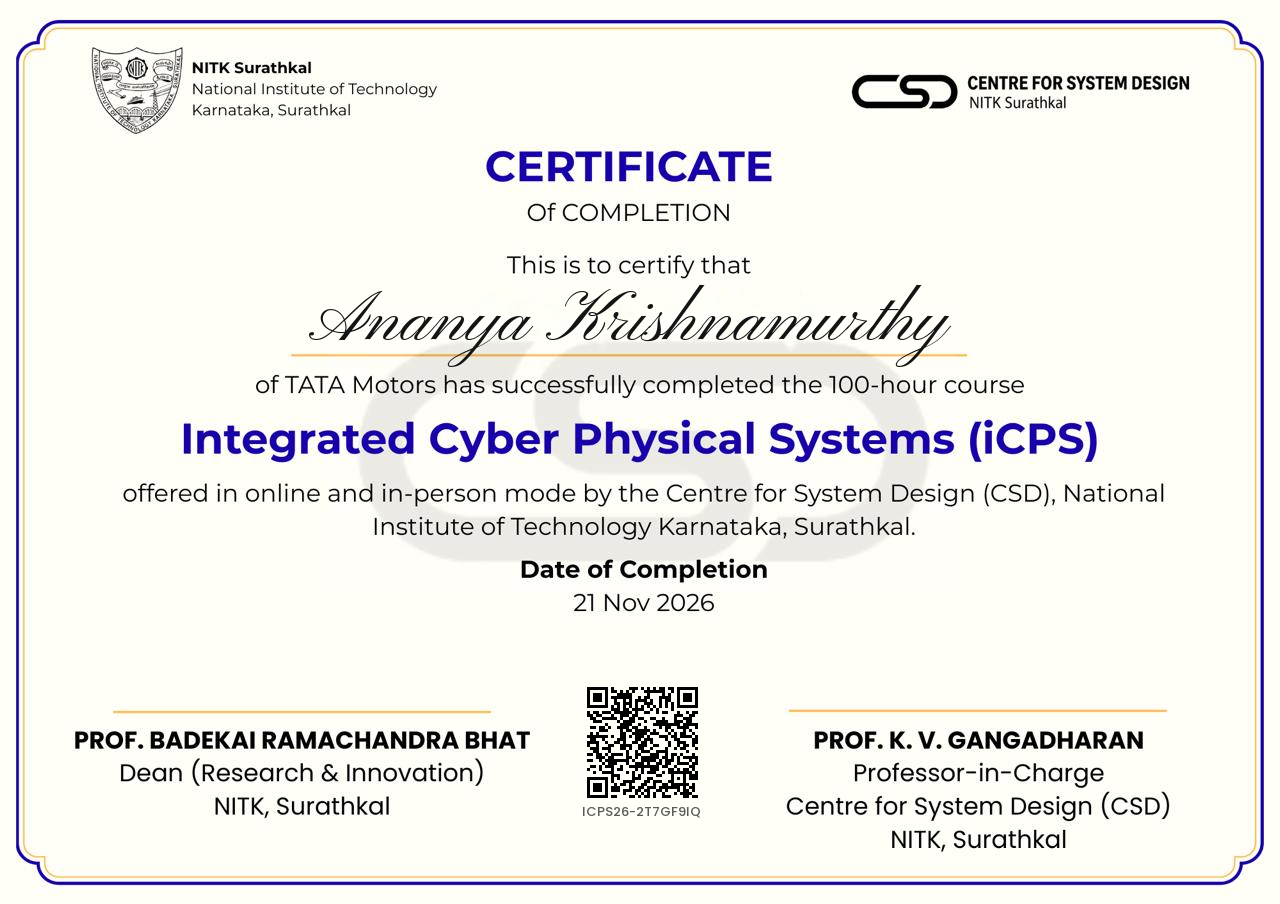 NITK Surathkal
National Institute of Technology
Karnataka, Surathkal
CENTRE FOR SYSTEM DESIGN
NITK Surathkal
CERTIFICATE
Of COMPLETION
This is to certify that
Ananya Krishnamurthy
of TATA Motors has successfully completed the 100-hour course
Integrated Cyber Physical Systems (iCPS)
offered in online and in-person mode by the Centre for System Design (CSD), National
Institute of Technology Karnataka, Surathkal.
Date of Completion
21 Nov 2026
PROF. BADEKAI RAMACHANDRA BHAT
Dean (Research & Innovation)
NITK, Surathkal
ICPS26-2T7GF9IQ
PROF. K. V. GANGADHARAN
Professor-in-Charge
Centre for System Design (CSD)
NITK, Surathkal